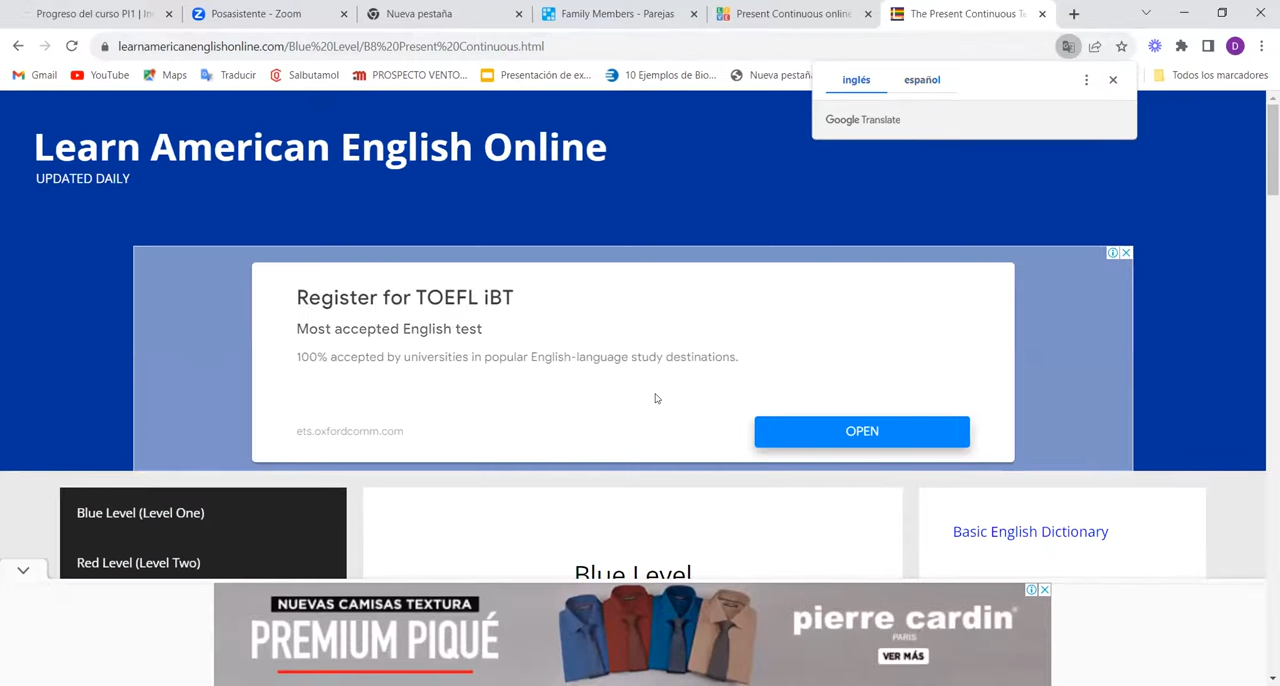 Progreso del curso PI1 | In
Posasistente - Zoom
Nueva pestaña
Family Members - Parejas
Present Continuous online
The Present Continuous Te
learnamericanenglishonline.com/Blue%20Level/B8%20Present%20Continuous.html
Gmail
YouTube
Maps
Traducir
Salbutamol
PROSPECTO VENTO...
Presentación de ex...
10 Ejemplos de Bio...
Nueva pestaña
Todos los marcadores
inglés
español
Google Translate
Learn American English Online
UPDATED DAILY
Register for TOEFL iBT
Most accepted English test
100% accepted by universities in popular English-language study destinations.
ets.oxfordcomm.com
OPEN
Blue Level (Level One)
Red Level (Level Two)
Blue Level
Basic English Dictionary
NUEVAS CAMISAS TEXTURA
PREMIUM PIQUÉ
pierre cardin
PARIS
VER MÁS